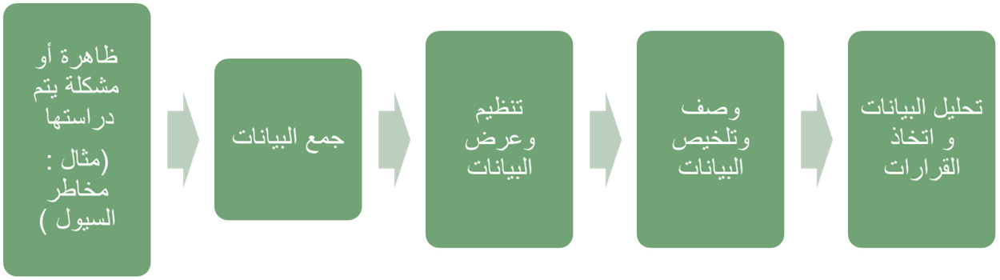 ظاهرة أو
مشكلة يتم
دراستها
(مثال :
مخاطر
السيول )
جمع البيانات
تنظيم
وعرض
البيانات
وصف
وتلخيص
البيانات
تحليل البيانات
و اتخاذ
القرارات